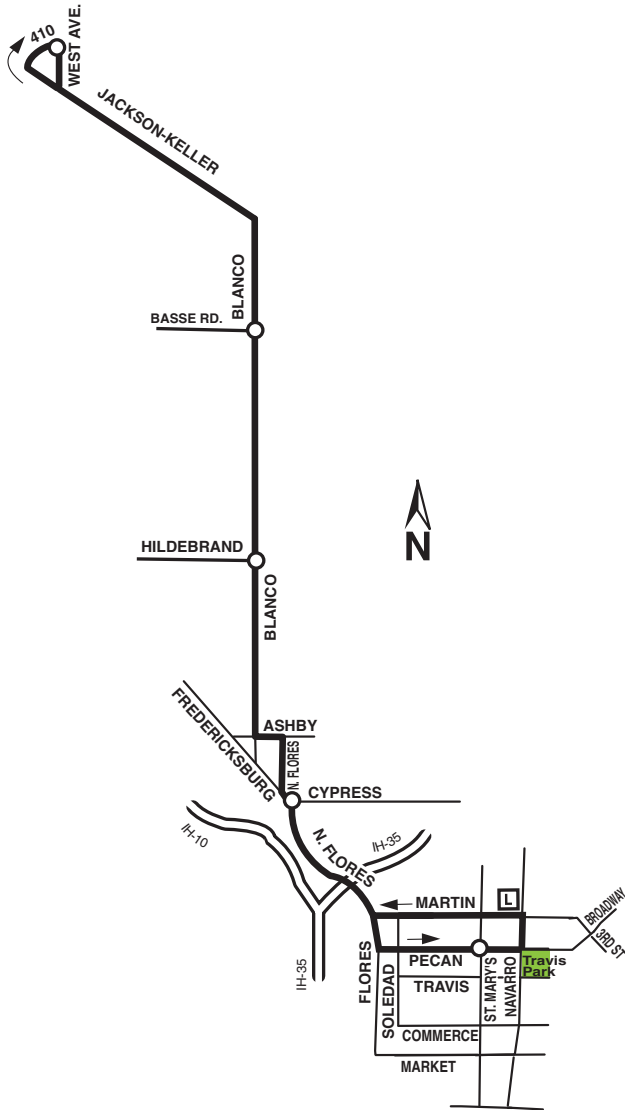 410
WEST AVE.
JACKSON-KELLER
BLANCO
BASSE RD.
N
HILDEBRAND
BLANCO
FREDERICKSBURG
ASHBY
N. FLORES
CYPRESS
IH-10
N. FLORES
IH-35
MARTIN
L
BROADWAY
3RD ST
PECAN
Travis
Park
FLORES
SOLEDAD
TRAVIS
ST. MARY'S
NAVARRO
IH-35
COMMERCE
MARKET